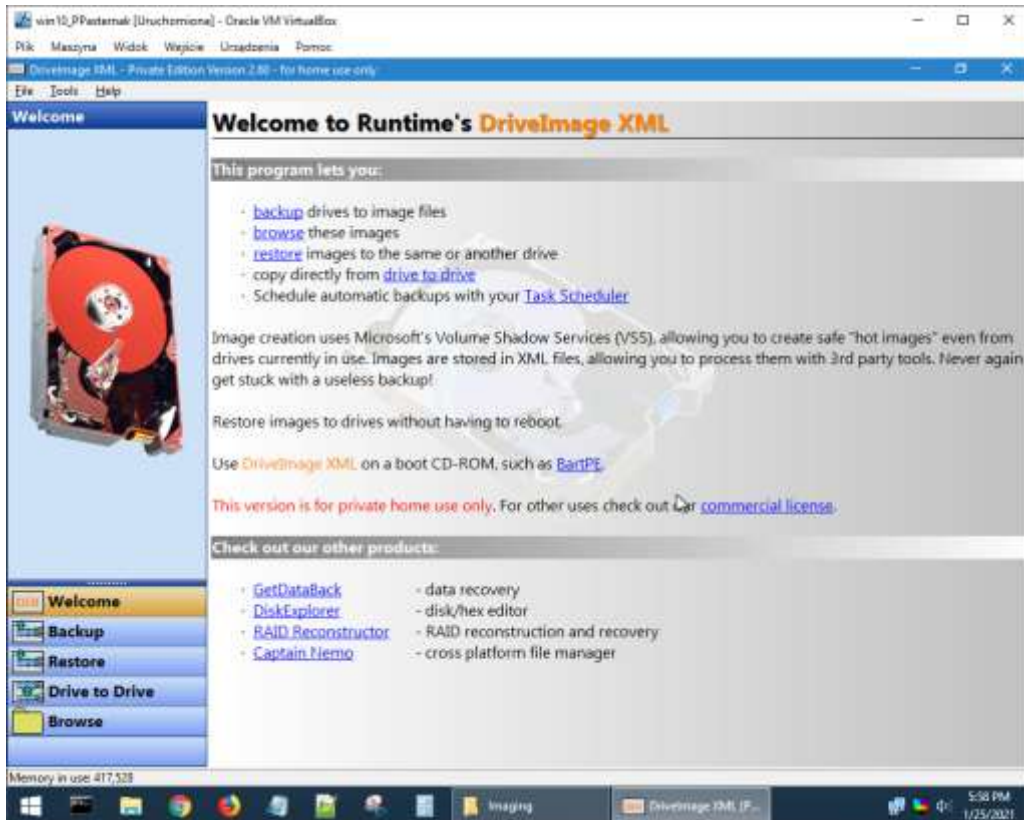 win10_PPasternak [Uruchomiona] - Oracle VM VirtualBox
Plik Maszyna Widok Wejście Urządzenia Pomoc
DriveImage XML - Private Edition Version 2.60 - for home use only
File Tools Help
Welcome
Welcome to Runtime's DriveImage XML
This program lets you:
· backup drives to image files
· browse these images
· restore images to the same or another drive
· copy directly from drive to drive
· Schedule automatic backups with your Task Scheduler
Image creation uses Microsoft's Volume Shadow Services (VSS), allowing you to create safe "hot images" even from
drives currently in use. Images are stored in XML files, allowing you to process them with 3rd party tools. Never again
get stuck with a useless backup!
Restore images to drives without having to reboot.
Use DriveImage XML on a boot CD-ROM, such as BartPE.
This version is for private home use only. For other uses check out our commercial license.
Check out our other products:
· GetDataBack - data recovery
· DiskExplorer - disk/hex editor
· RAID Reconstructor - RAID reconstruction and recovery
· Captain Nemo - cross platform file manager
Welcome
Backup
Restore
Drive to Drive
Browse
Memory in use: 417,528
Imaging
DriveImage XML (P...
5:58 PM
1/25/2021